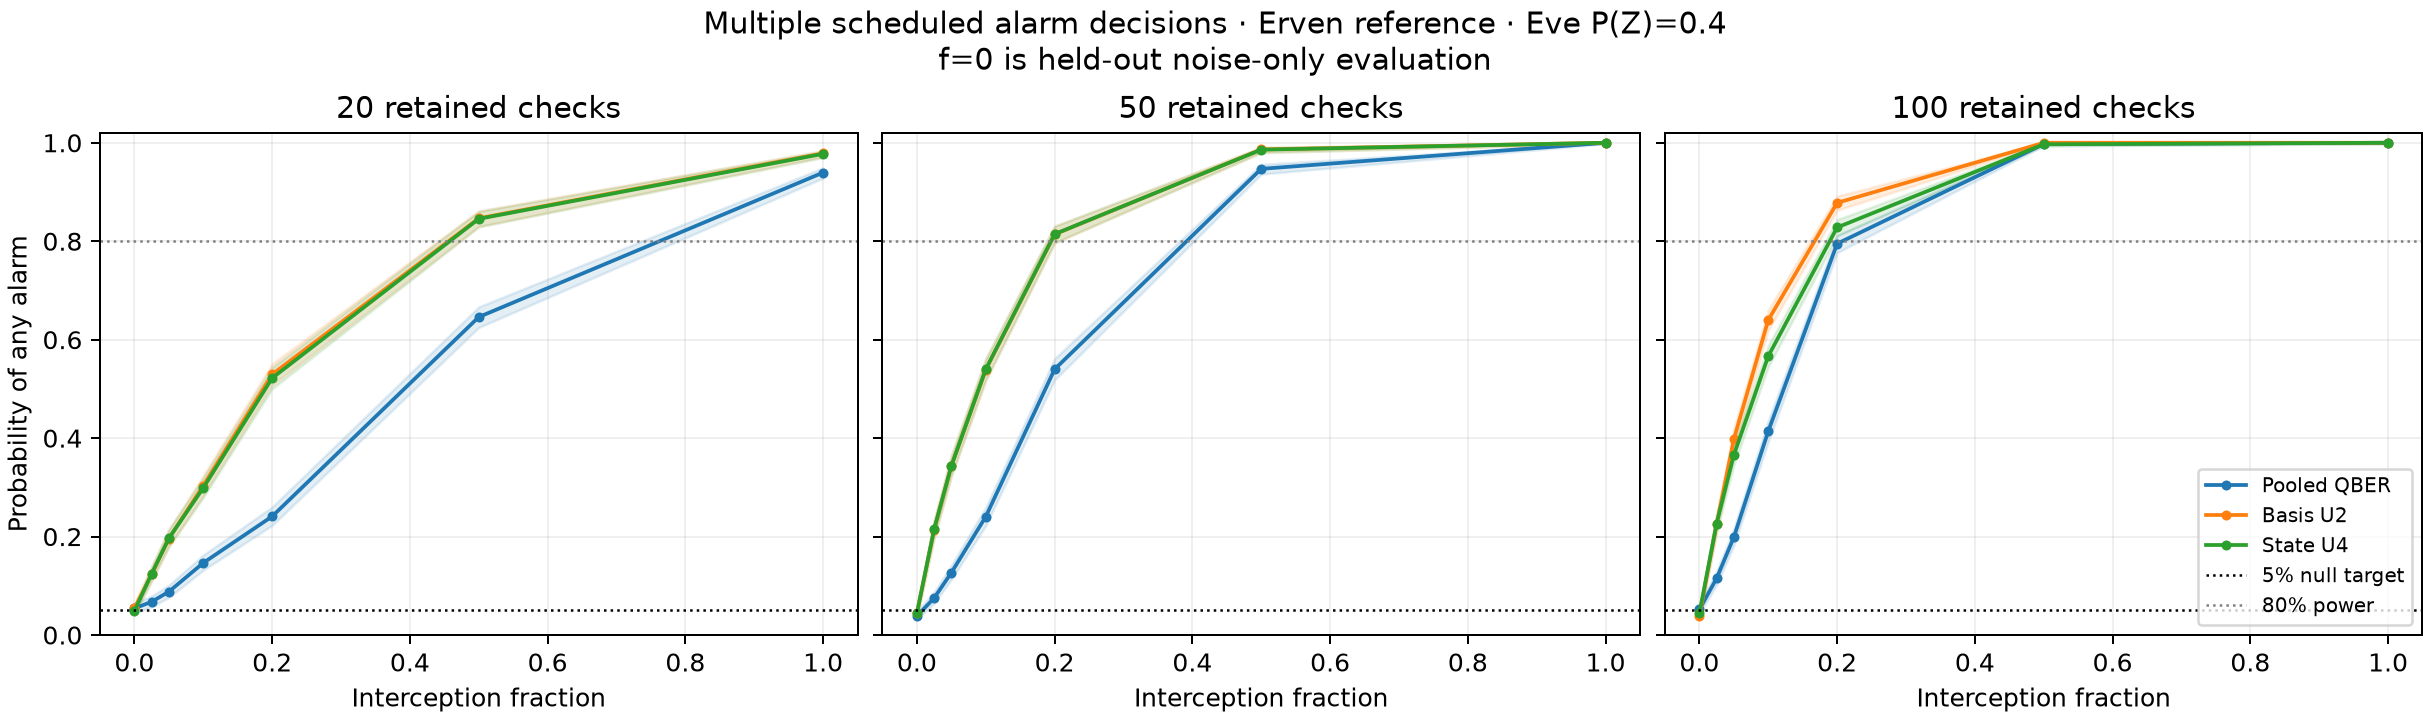 Multiple scheduled alarm decisions · Erven reference · Eve P(Z)=0.4
f=0 is held-out noise-only evaluation
20 retained checks
50 retained checks
100 retained checks
Probability of any alarm
1.0
0.8
0.6
0.4
0.2
0.0
0.0 0.2 0.4 0.6 0.8 1.0
0.0 0.2 0.4 0.6 0.8 1.0
0.0 0.2 0.4 0.6 0.8 1.0
Interception fraction
Interception fraction
Interception fraction
Pooled QBER
Basis U2
State U4
5% null target
80% power